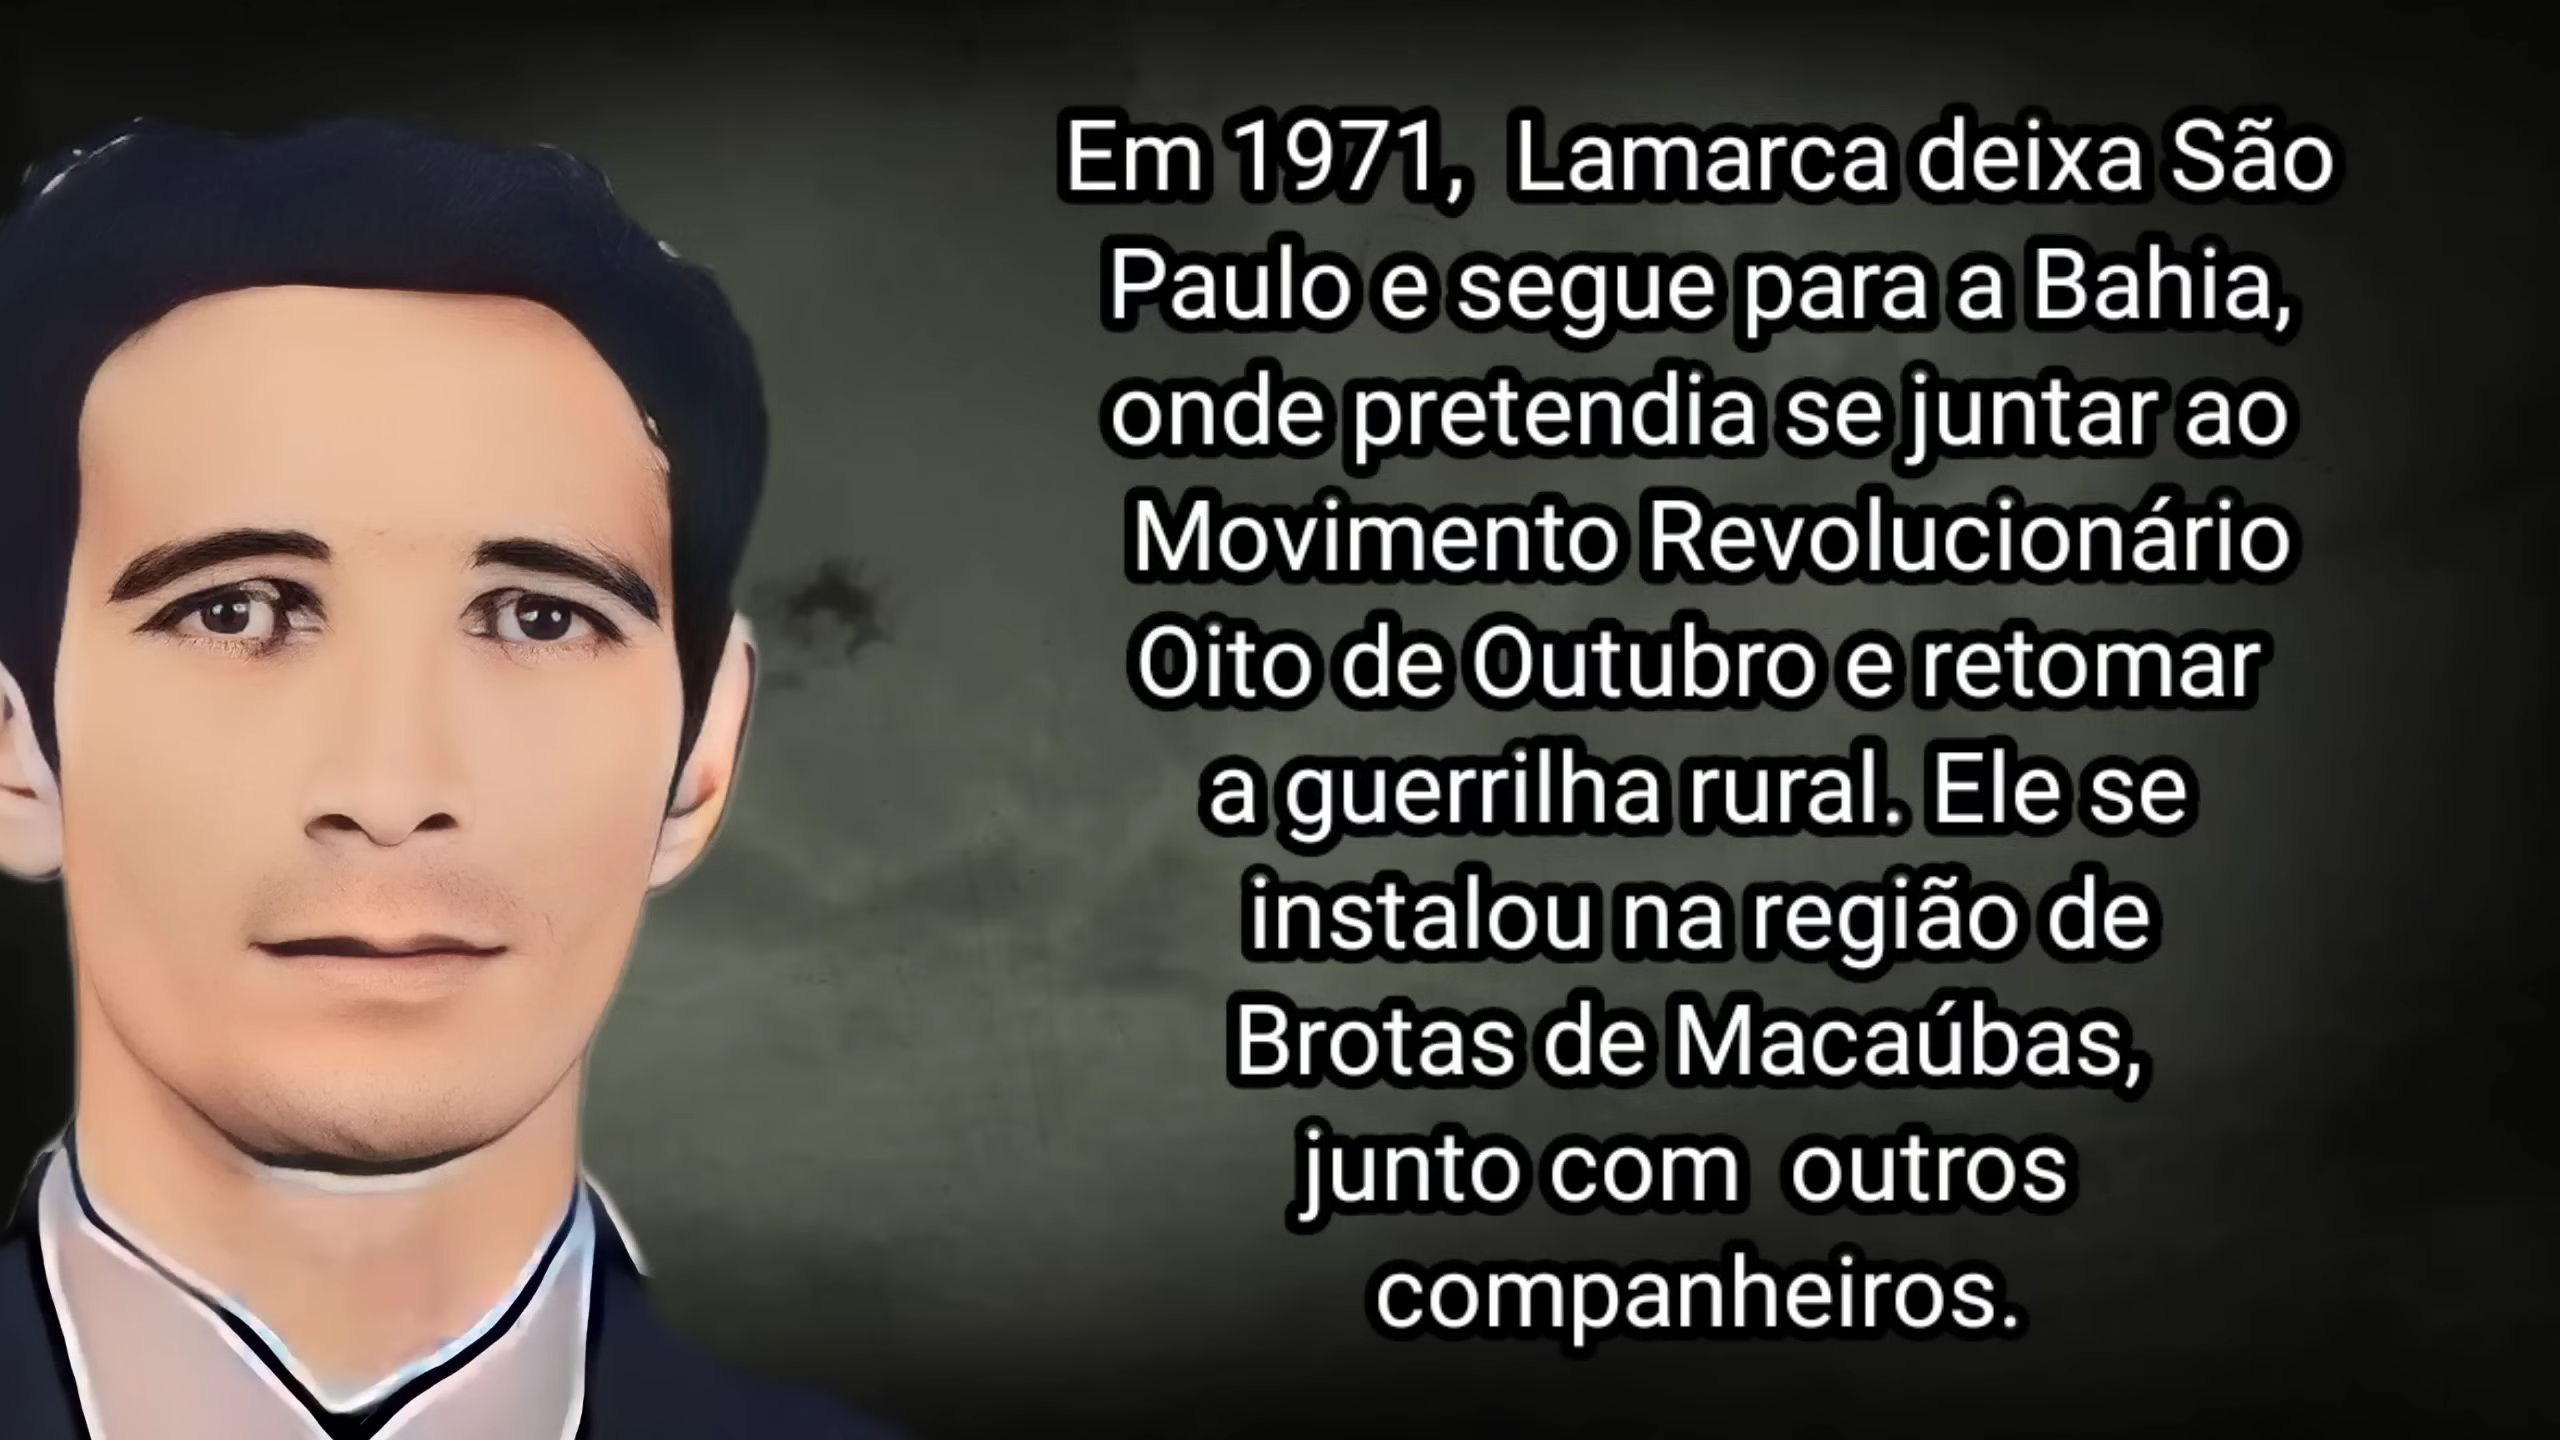 Em 1971, Lamarca deixa São
Paulo e segue para a Bahia,
onde pretendia se juntar ao
Movimento Revolucionário
Oito de Outubro e retomar
a guerrilha rural. Ele se
instalou na região de
Brotas de Macaúbas,
junto com outros
companheiros.